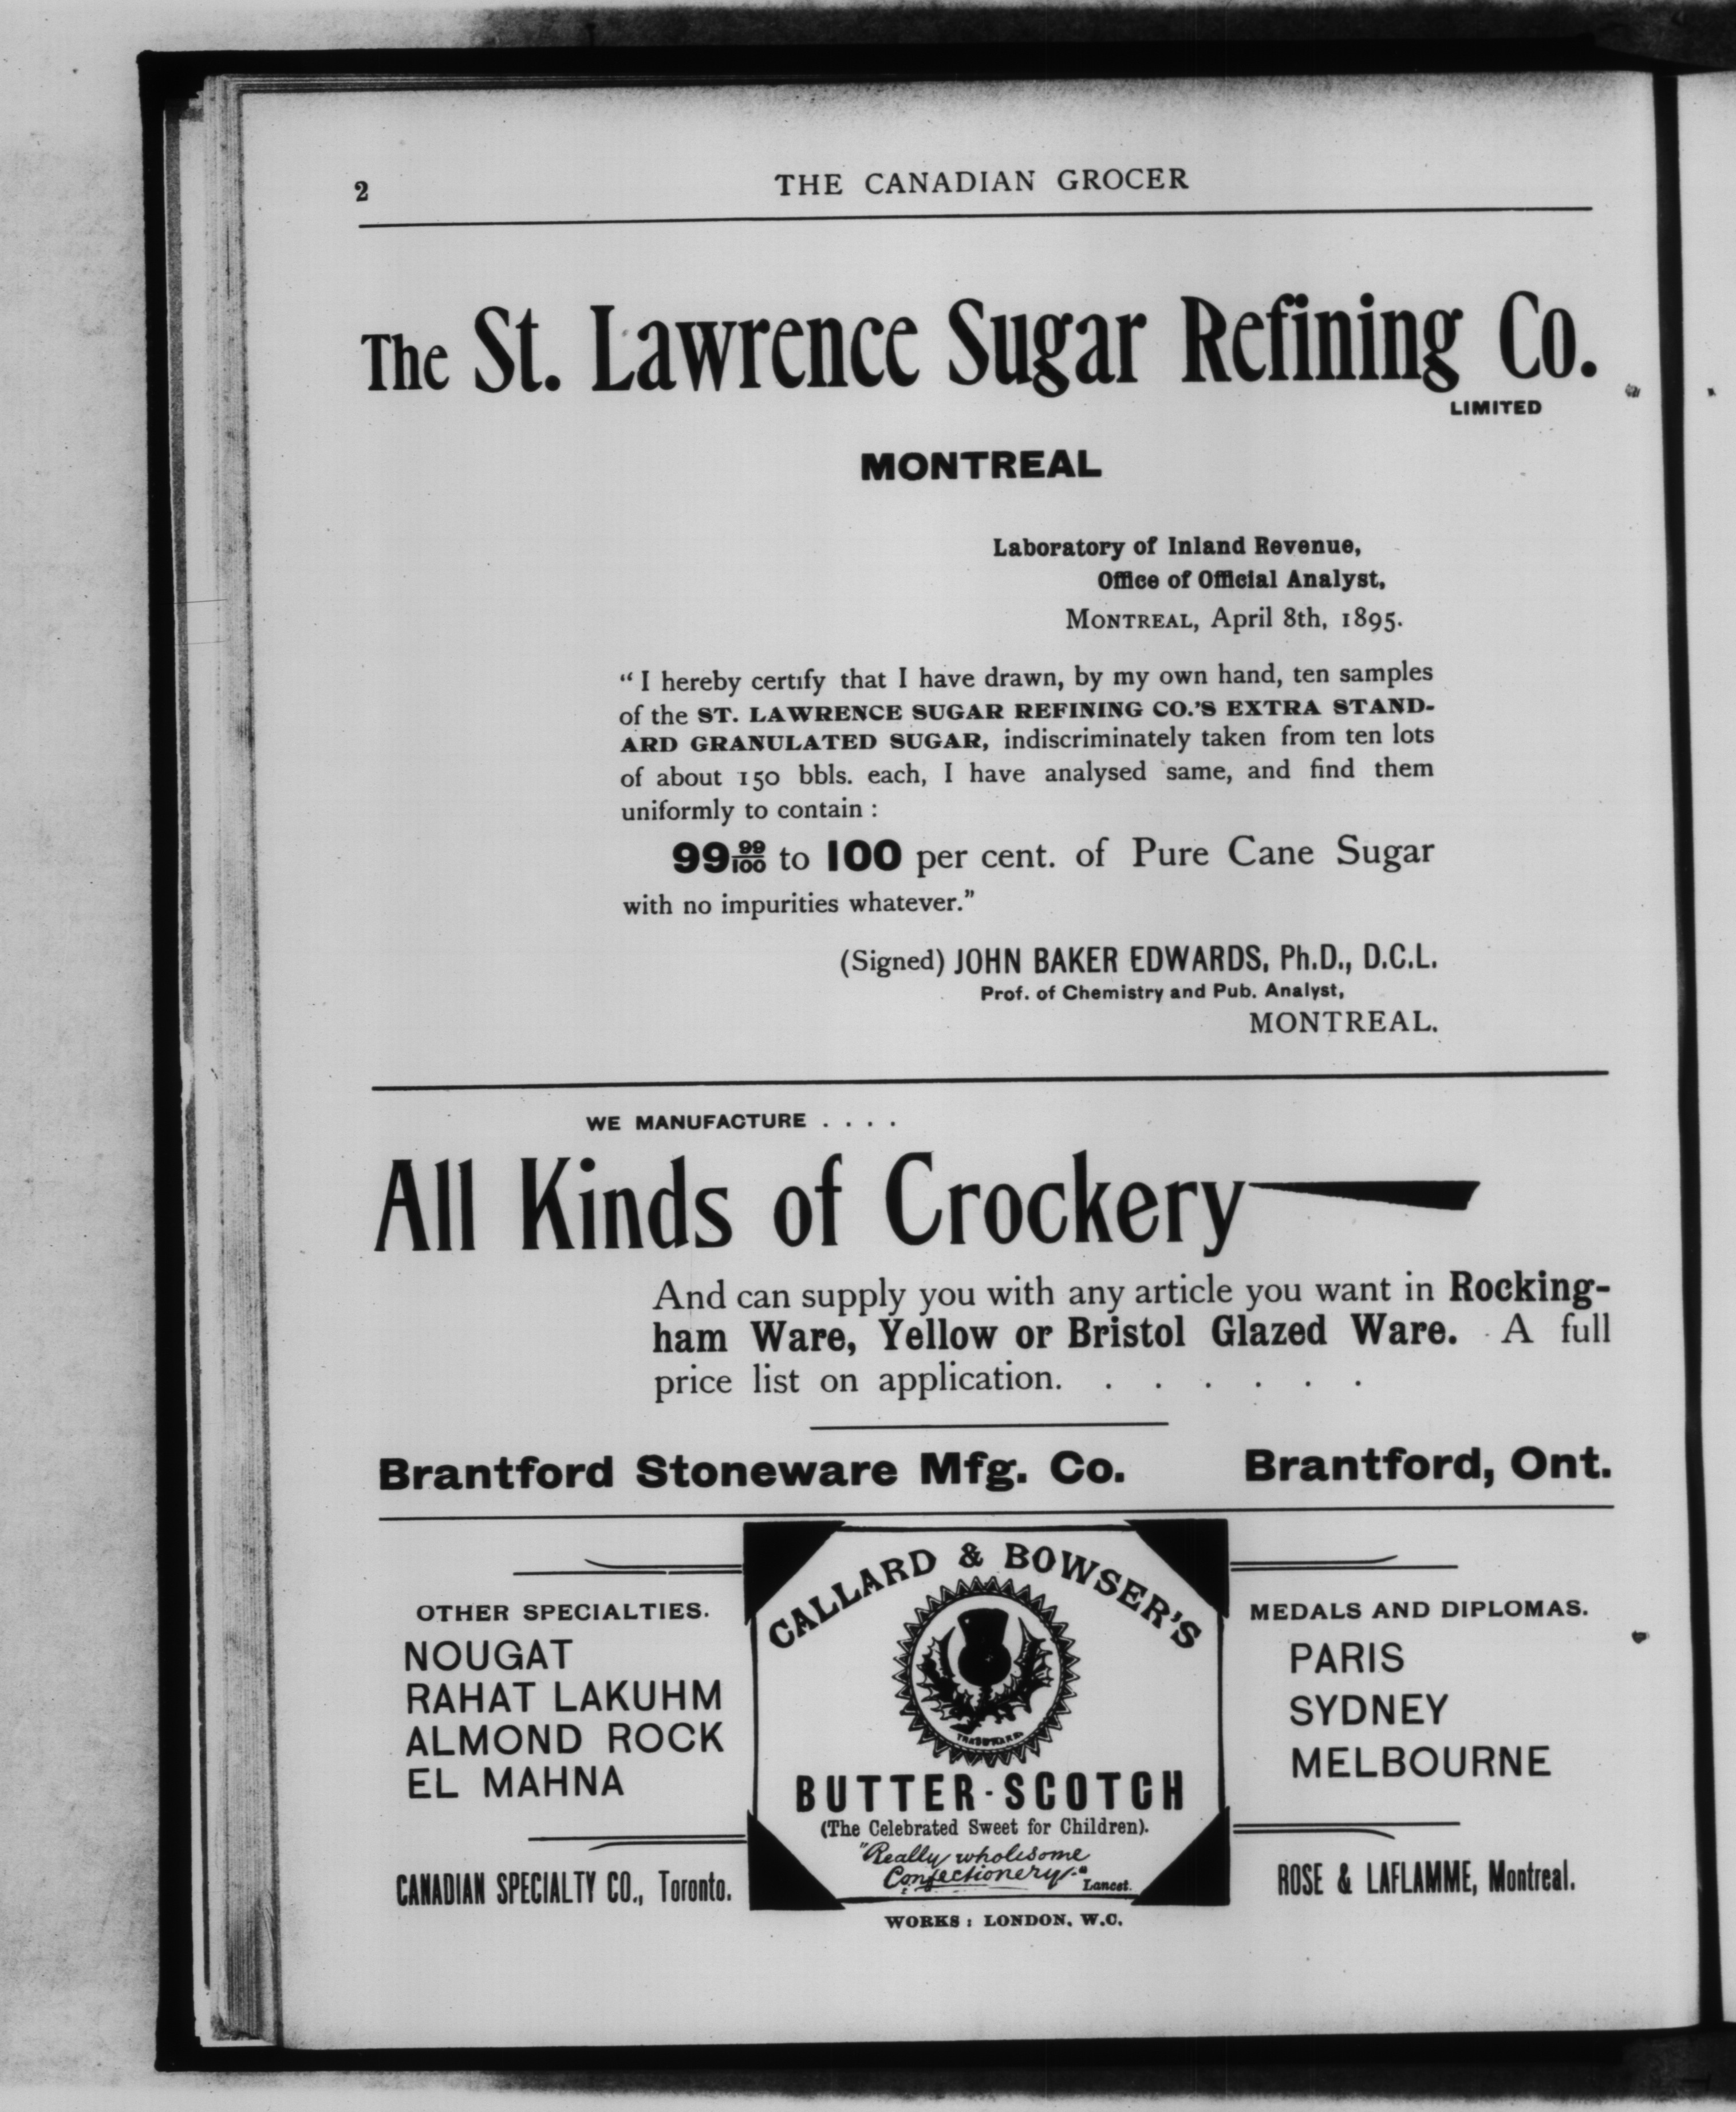 2
THE CANADIAN GROCER
The St. Lawrence Sugar Refining Co.
LIMITED
MONTREAL
Laboratory of Inland Revenue,
Office of Official Analyst,
MONTREAL, April 8th, 1895.
“I hereby certify that I have drawn, by my own hand, ten samples
of the ST. LAWRENCE SUGAR REFINING CO.'S EXTRA STAND-
ARD GRANULATED SUGAR, indiscriminately taken from ten lots
of about 150 bbls. each, I have analysed same, and find them
uniformly to contain :
99 99/100 to 100 per cent. of Pure Cane Sugar
with no impurities whatever.”
(Signed) JOHN BAKER EDWARDS, Ph.D., D.C.L.
Prof. of Chemistry and Pub. Analyst,
MONTREAL.
WE MANUFACTURE . . . .
All Kinds of Crockery
And can supply you with any article you want in Rocking-
ham Ware, Yellow or Bristol Glazed Ware. A full
price list on application. . . . . . .
Brantford Stoneware Mfg. Co. Brantford, Ont.
OTHER SPECIALTIES.
NOUGAT
RAHAT LAKUHM
ALMOND ROCK
EL MAHNA
CANADIAN SPECIALTY CO., Toronto.
CALLARD & BOWSER'S
TRADE MARK
BUTTER-SCOTCH
(The Celebrated Sweet for Children).
"Really wholesome
Confectionery."
Lancet.
WORKS : LONDON, W.C.
MEDALS AND DIPLOMAS.
PARIS
SYDNEY
MELBOURNE
ROSE & LAFLAMME, Montreal.